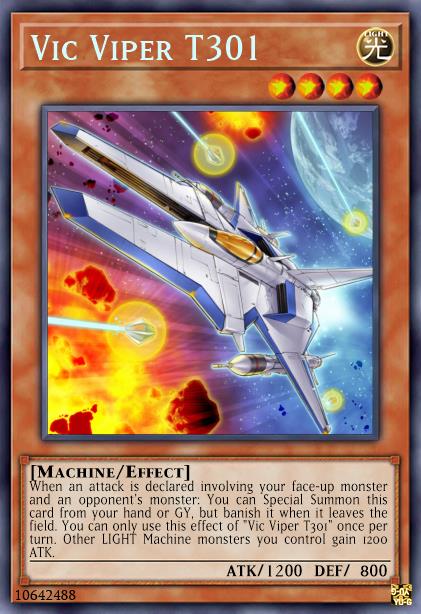 Vic Viper T301
LIGHT
光
[Machine/Effect]
When an attack is declared involving your face-up monster
and an opponent's monster: You can Special Summon this
card from your hand or GY, but banish it when it leaves the
field. You can only use this effect of "Vic Viper T301" once per
turn. Other LIGHT Machine monsters you control gain 1200
ATK.
ATK/1200 DEF/ 800
10642488